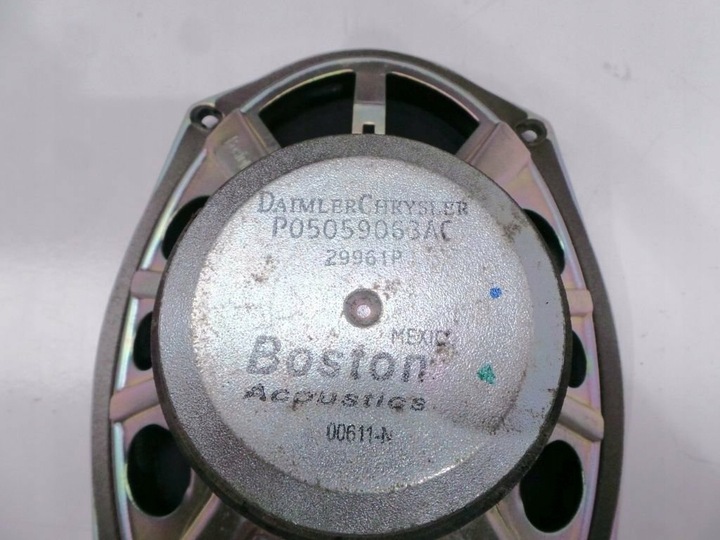 DAIMLERCHRYSLER
P05059063AC
29961P
MEXICO
Boston
Acoustics
00611-N